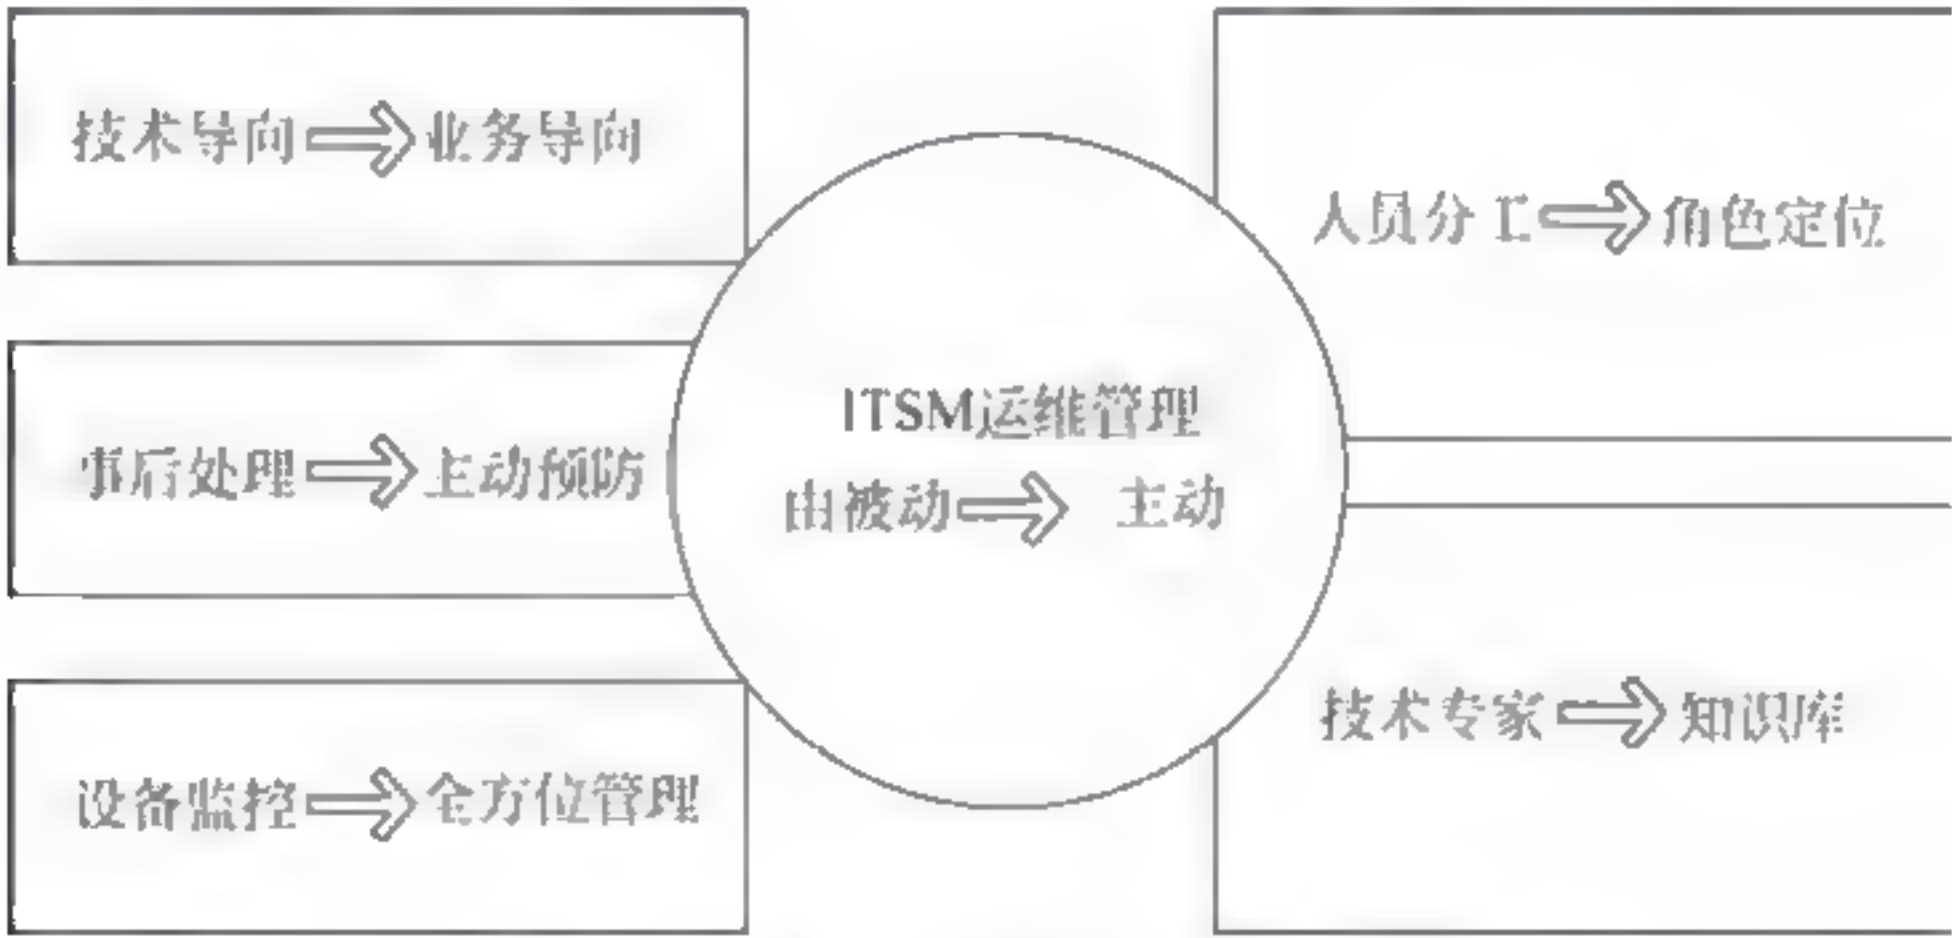 技术导向⇨业务导向
事后处理⇨主动预防
设备监控⇨全方位管理
ITSM运维管理
由被动⇨ 主动
人员分工⇨角色定位
技术专家⇨知识库